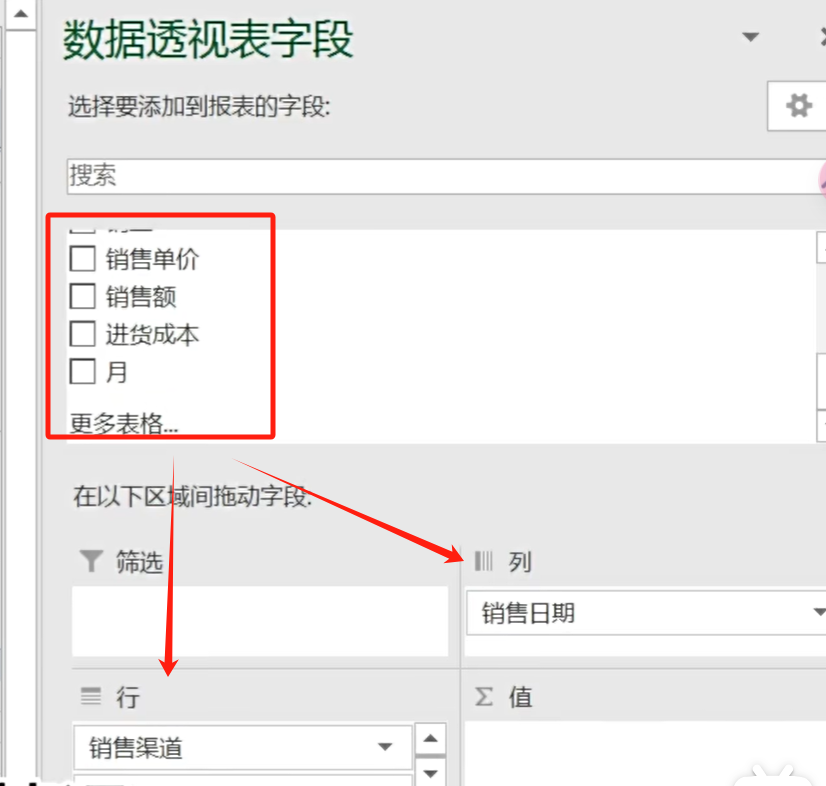 数据透视表字段
选择要添加到报表的字段:
搜索
销售单价
销售额
进货成本
月
更多表格...
在以下区域间拖动字段:
筛选
列
销售日期
行
Σ 值
销售渠道